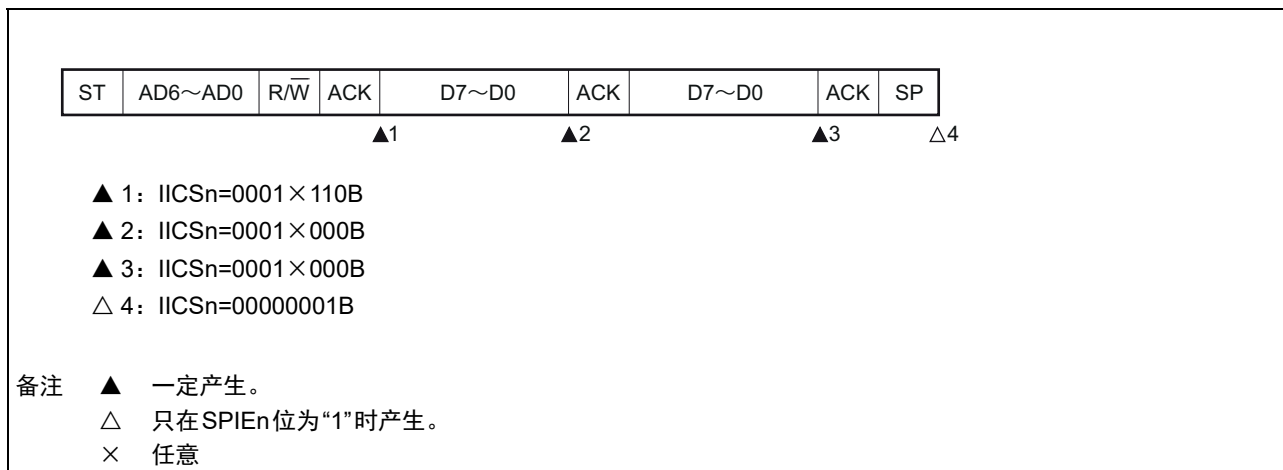 ST AD6～AD0 R/W̅ ACK D7～D0 ACK D7～D0 ACK SP
▲1 ▲2 ▲3 △4
▲ 1：IICSn=0001×110B
▲ 2：IICSn=0001×000B
▲ 3：IICSn=0001×000B
△ 4：IICSn=00000001B
备注 ▲ 一定产生。
△ 只在SPIEn位为“1”时产生。
× 任意